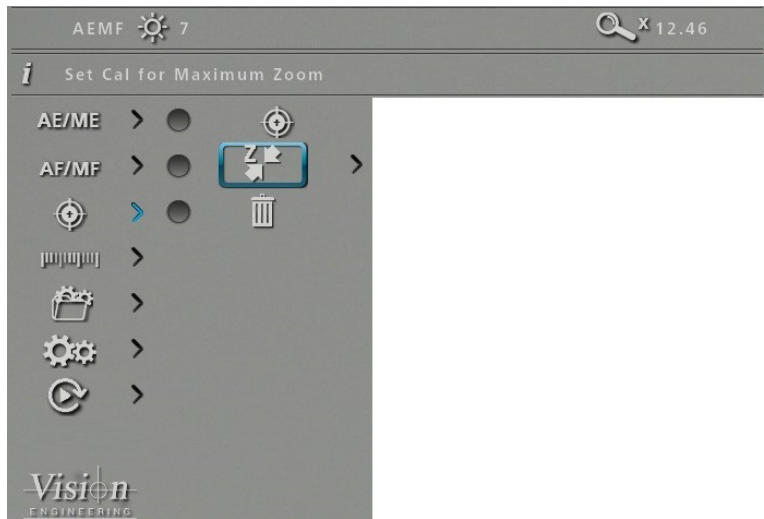 AEMF 7 X 12.46
i Set Cal for Maximum Zoom
AE/ME
AF/MF
Z
Vision
ENGINEERING